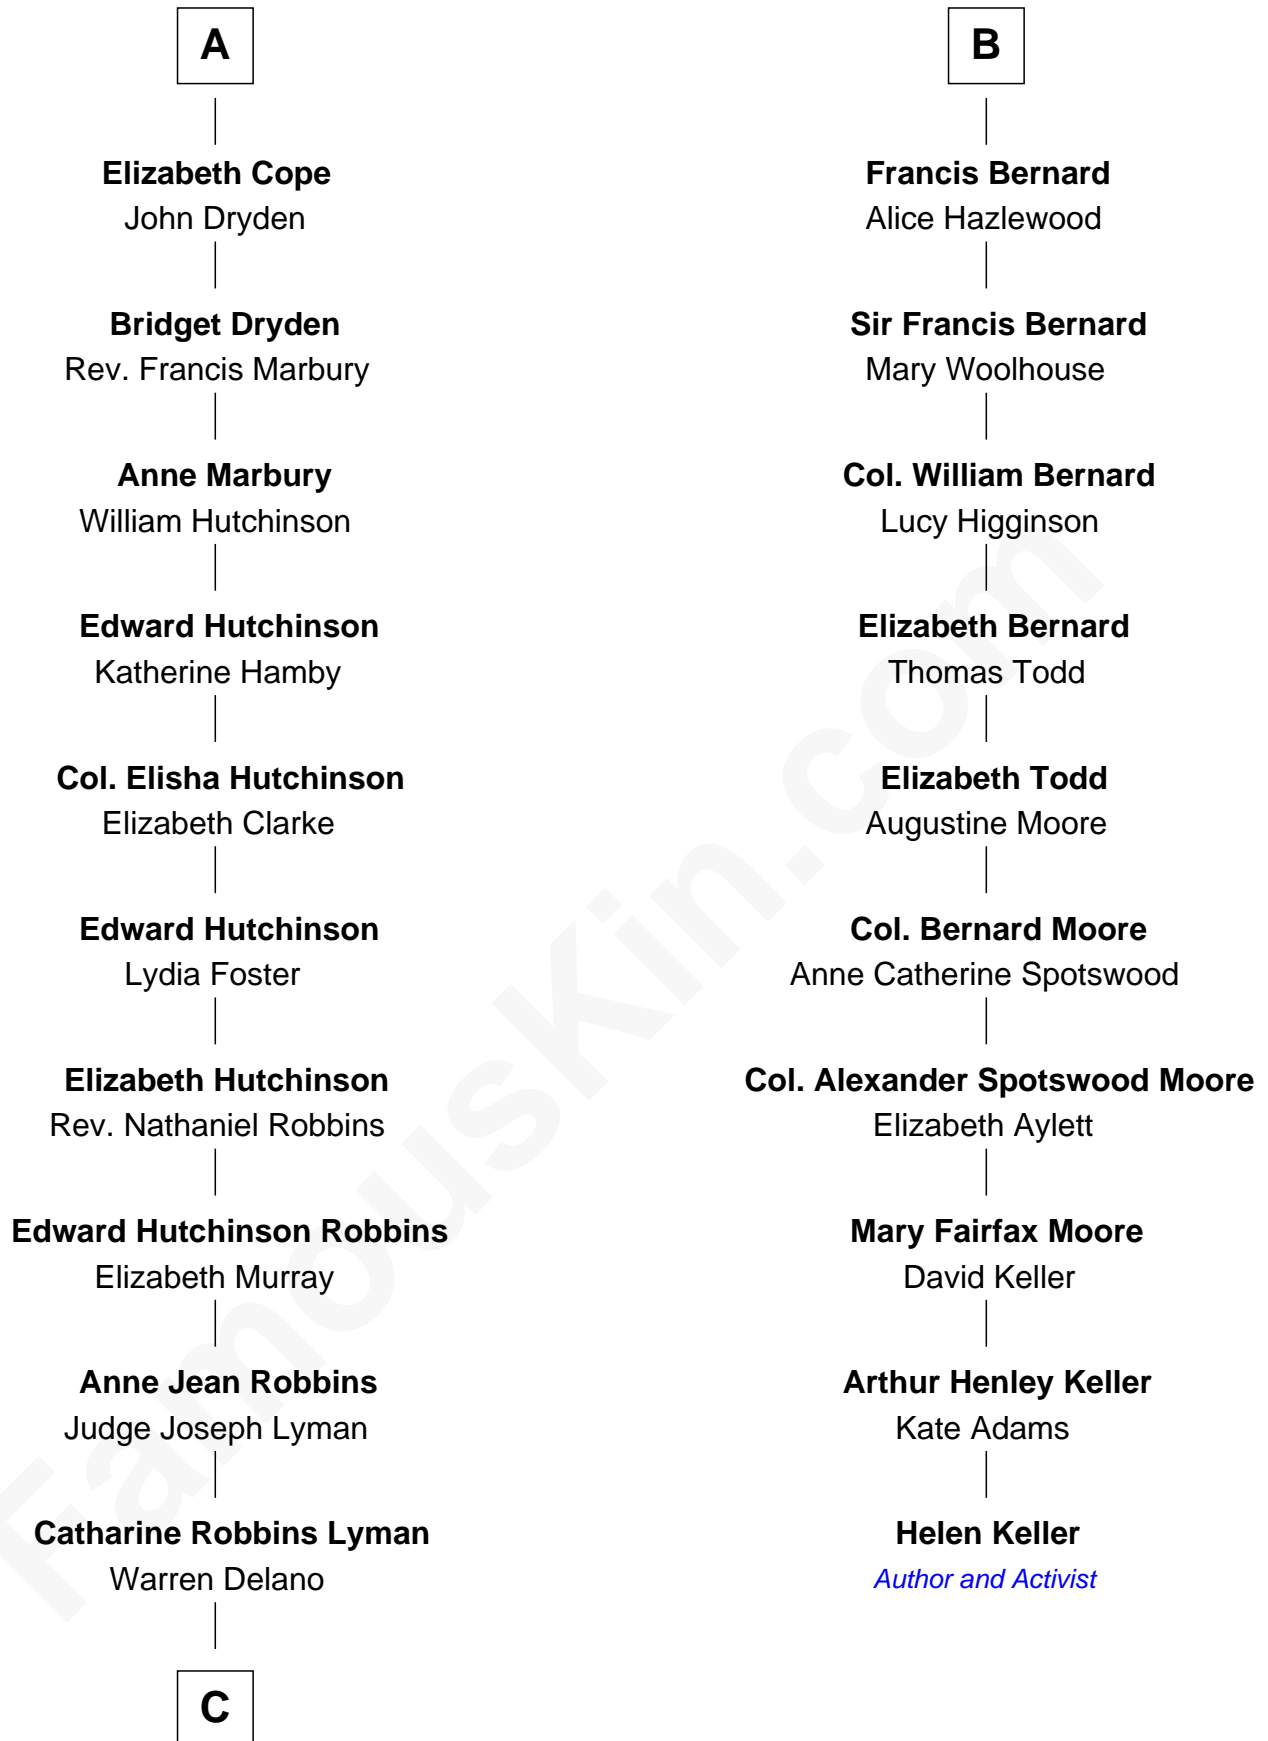 A
Elizabeth Cope
John Dryden
Bridget Dryden
Rev. Francis Marbury
Anne Marbury
William Hutchinson
Edward Hutchinson
Katherine Hamby
Col. Elisha Hutchinson
Elizabeth Clarke
Edward Hutchinson
Lydia Foster
Elizabeth Hutchinson
Rev. Nathaniel Robbins
Edward Hutchinson Robbins
Elizabeth Murray
Anne Jean Robbins
Judge Joseph Lyman
Catharine Robbins Lyman
Warren Delano
C
B
Francis Bernard
Alice Hazlewood
Sir Francis Bernard
Mary Woolhouse
Col. William Bernard
Lucy Higginson
Elizabeth Bernard
Thomas Todd
Elizabeth Todd
Augustine Moore
Col. Bernard Moore
Anne Catherine Spotswood
Col. Alexander Spotswood Moore
Elizabeth Aylett
Mary Fairfax Moore
David Keller
Arthur Henley Keller
Kate Adams
Helen Keller
Author and Activist
FamousKin.com